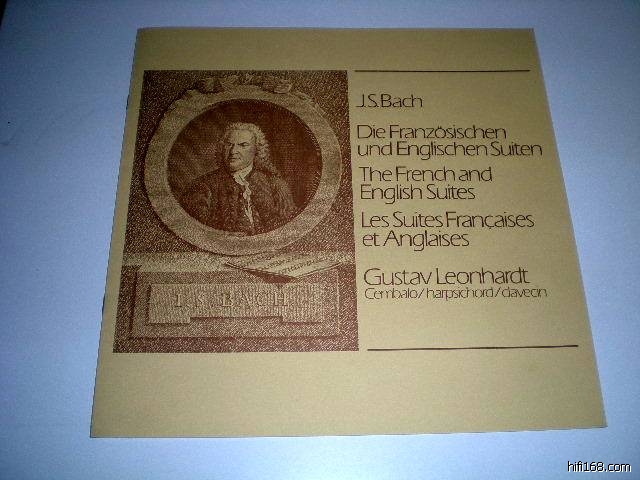 J.S. Bach
Die Französischen
und Englischen Suiten
The French and
English Suites
Les Suites Françaises
et Anglaises
Gustav Leonhardt
Cembalo/harpsichord/clavecin
I. S. BACH
hifi168.com